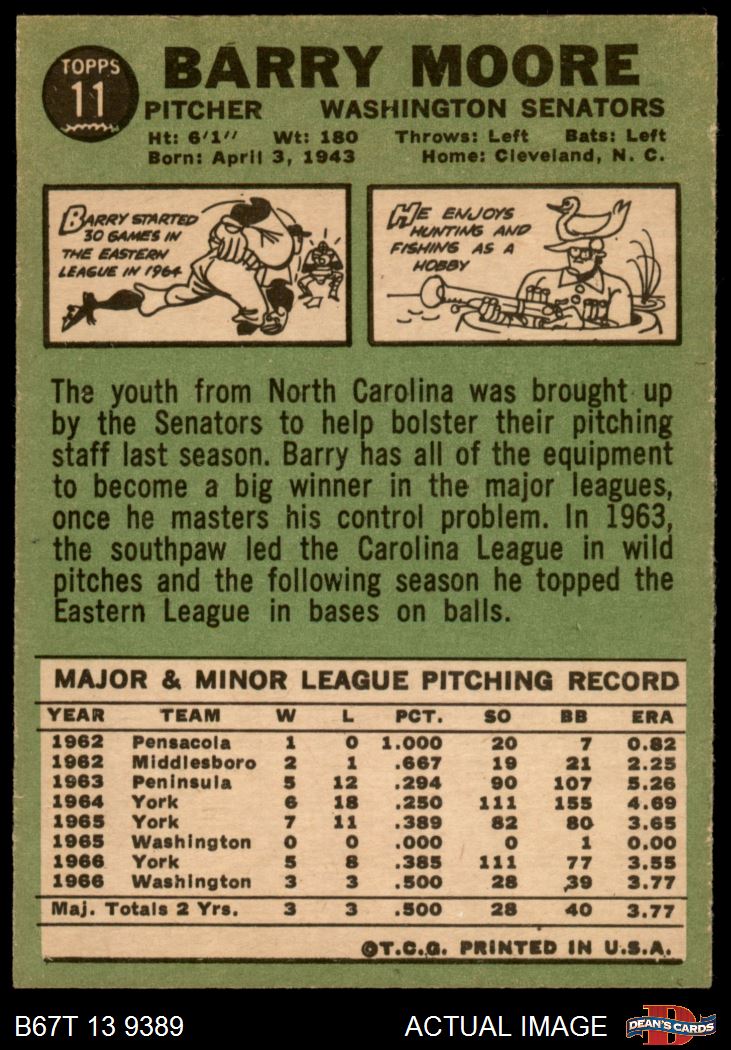 TOPPS
11
BARRY MOORE
PITCHER WASHINGTON SENATORS
Ht: 6'1" Wt: 180 Throws: Left Bats: Left
Born: April 3, 1943 Home: Cleveland, N. C.
BARRY STARTED
30 GAMES IN
THE EASTERN
LEAGUE IN 1964
HE ENJOYS
HUNTING AND
FISHING AS A
HOBBY
The youth from North Carolina was brought up
by the Senators to help bolster their pitching
staff last season. Barry has all of the equipment
to become a big winner in the major leagues,
once he masters his control problem. In 1963,
the southpaw led the Carolina League in wild
pitches and the following season he topped the
Eastern League in bases on balls.
MAJOR & MINOR LEAGUE PITCHING RECORD
YEAR TEAM W L PCT. SO BB ERA
1962 Pensacola 1 0 1.000 20 7 0.82
1962 Middlesboro 2 1 .667 19 21 2.25
1963 Peninsula 5 12 .294 90 107 5.26
1964 York 6 18 .250 111 155 4.69
1965 York 7 11 .389 82 80 3.65
1965 Washington 0 0 .000 0 1 0.00
1966 York 5 8 .385 111 77 3.55
1966 Washington 3 3 .500 28 39 3.77
Maj. Totals 2 Yrs. 3 3 .500 28 40 3.77
©T.C.G. PRINTED IN U.S.A.
B67T 13 9389 ACTUAL IMAGE
D
DEAN'S CARDS